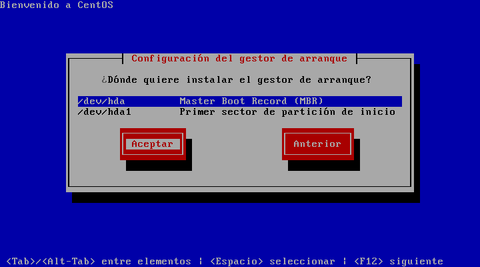 Bienvenido a CentOS
Configuración del gestor de arranque
¿Dónde quiere instalar el gestor de arranque?
/dev/hda Master Boot Record (MBR)
/dev/hda1 Primer sector de partición de inicio
Aceptar Anterior
<Tab>/<Alt-Tab> entre elementos ¦ <Espacio> seleccionar ¦ <F12> siguiente